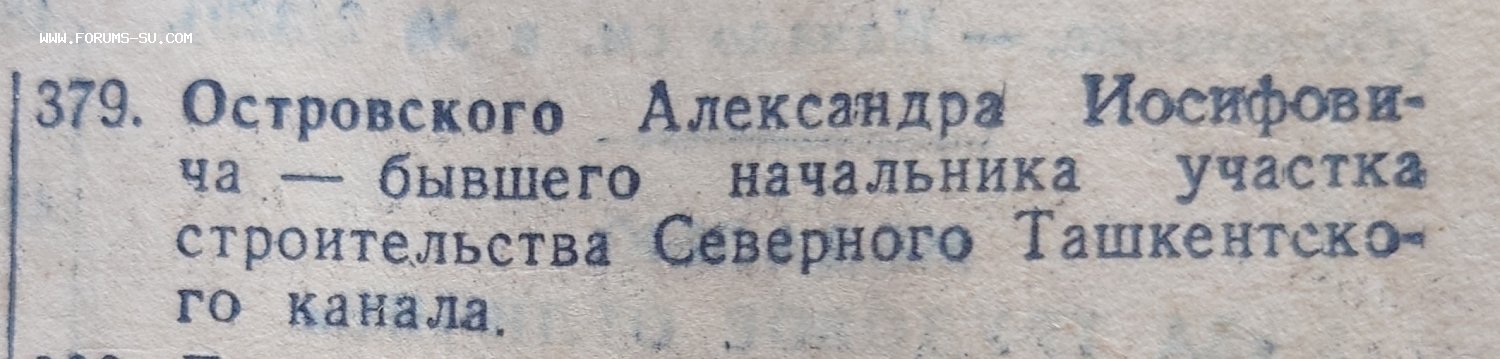 WWW.FORUMS-SU.COM
379. Островского Александра Иосифови-
ча — бывшего начальника участка
строительства Северного Ташкентско-
го канала.